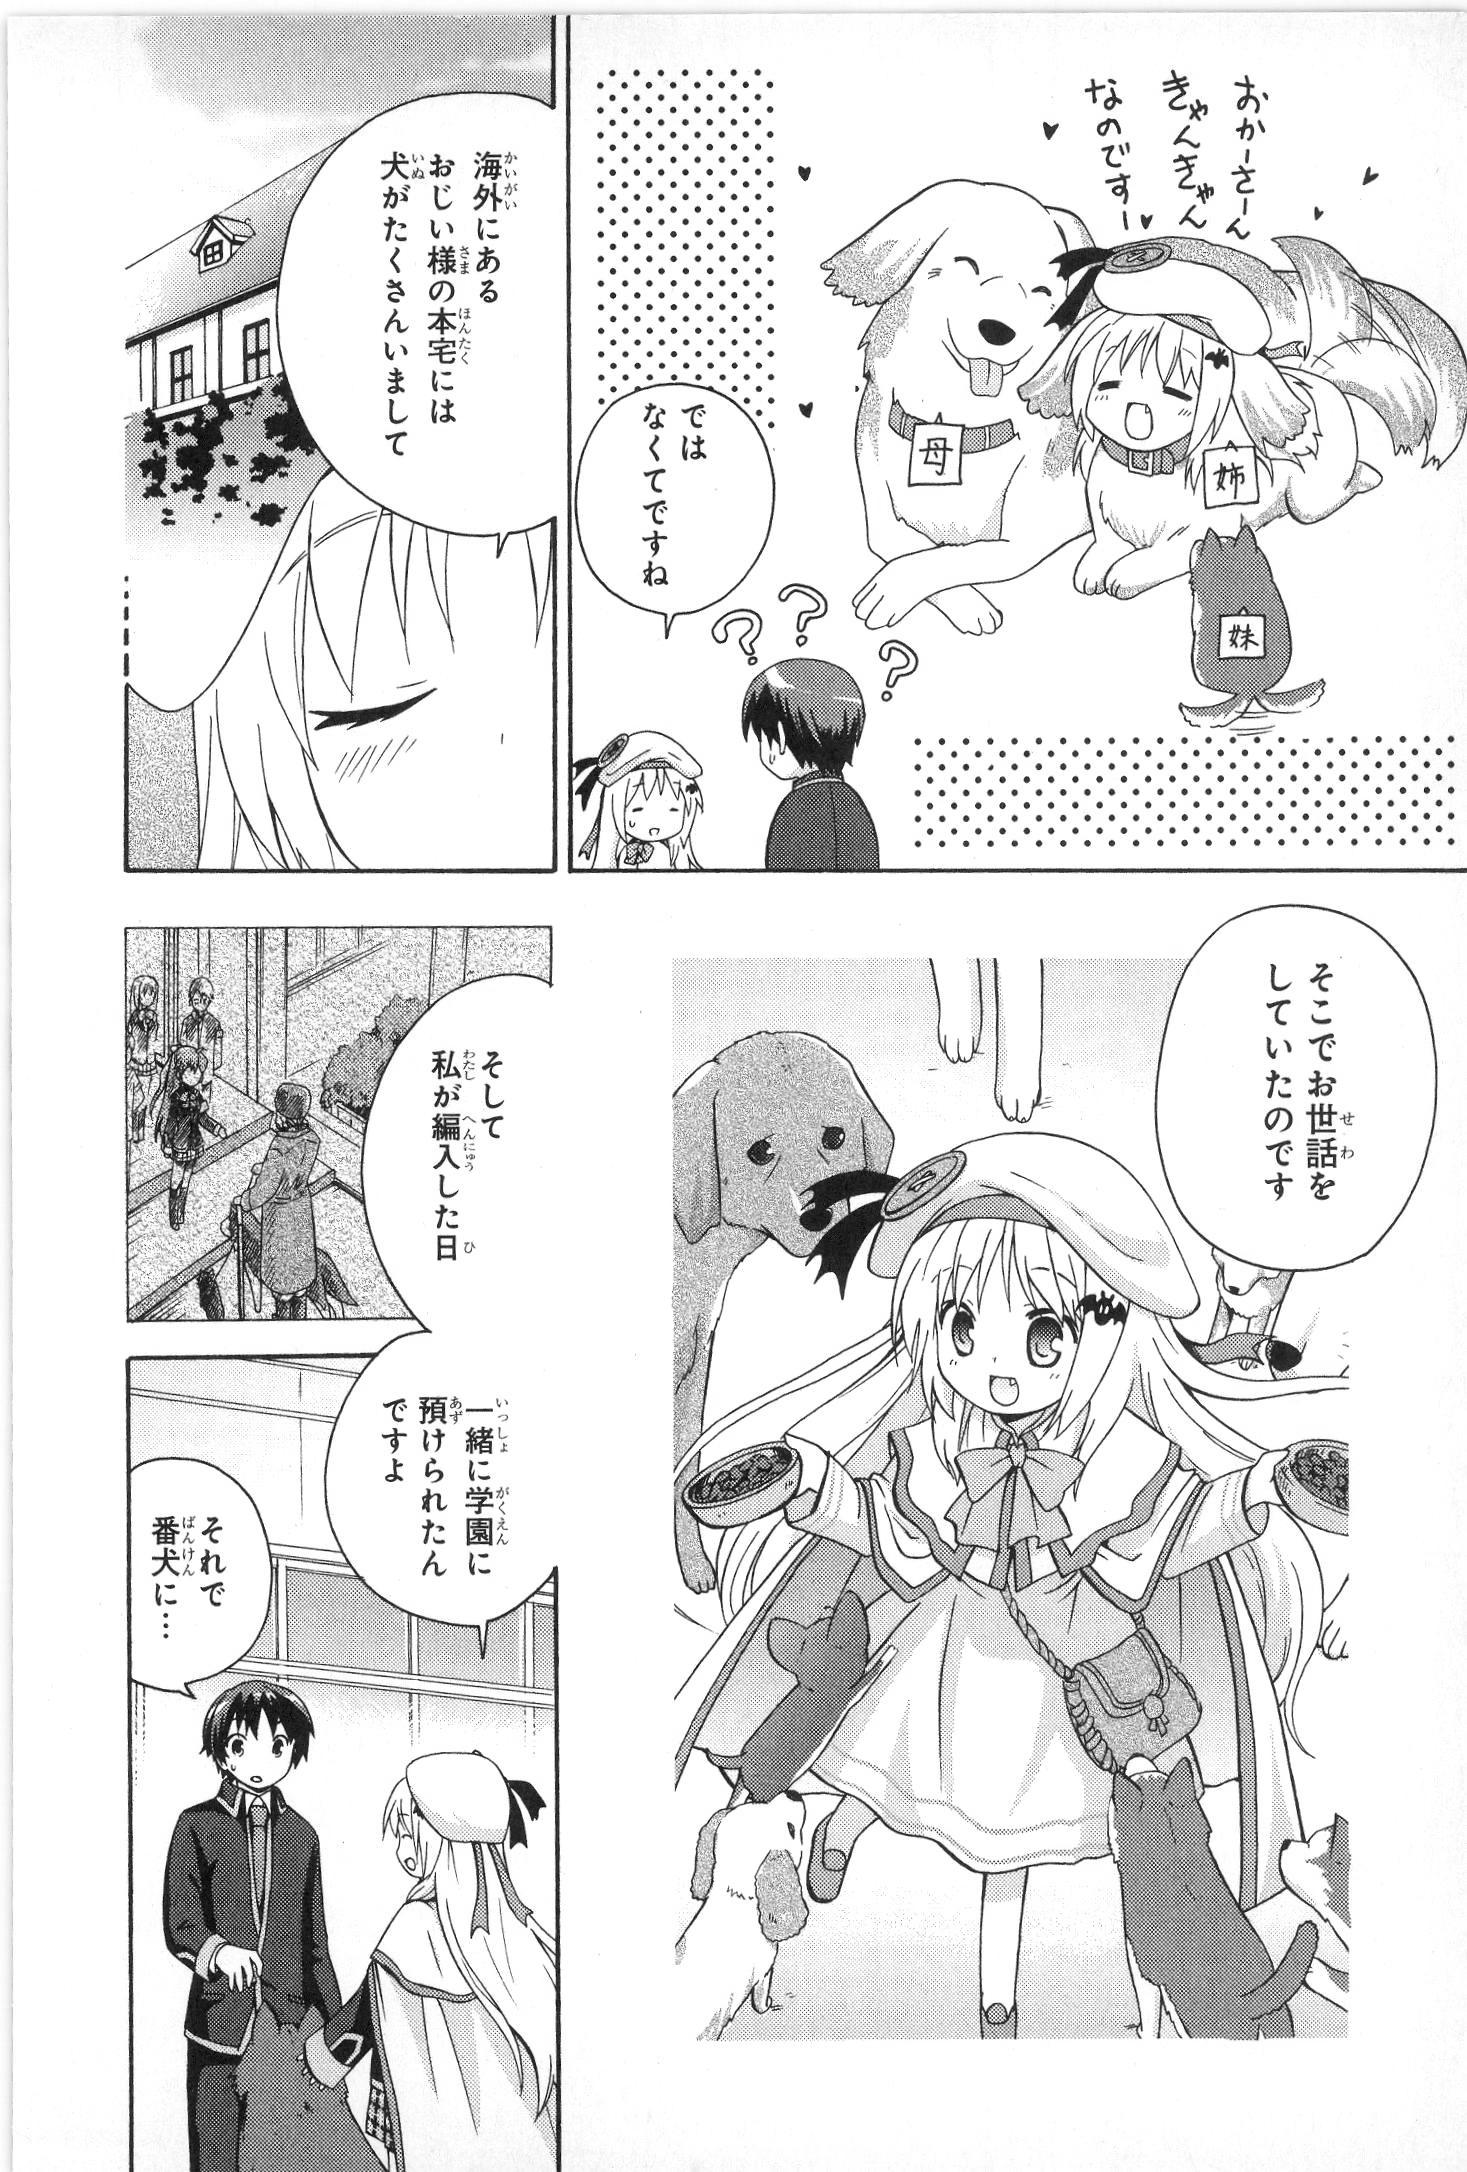 おかーさーん
きゃんきゃん
なのですー
母
姉
妹
では
なくてですね
???
海外にある
おじい様の本宅には
犬がたくさんいまして
そこでお世話を
していたのです
そして
私が編入した日
一緒に学園に
預けられたん
ですよ
それで
番犬に…